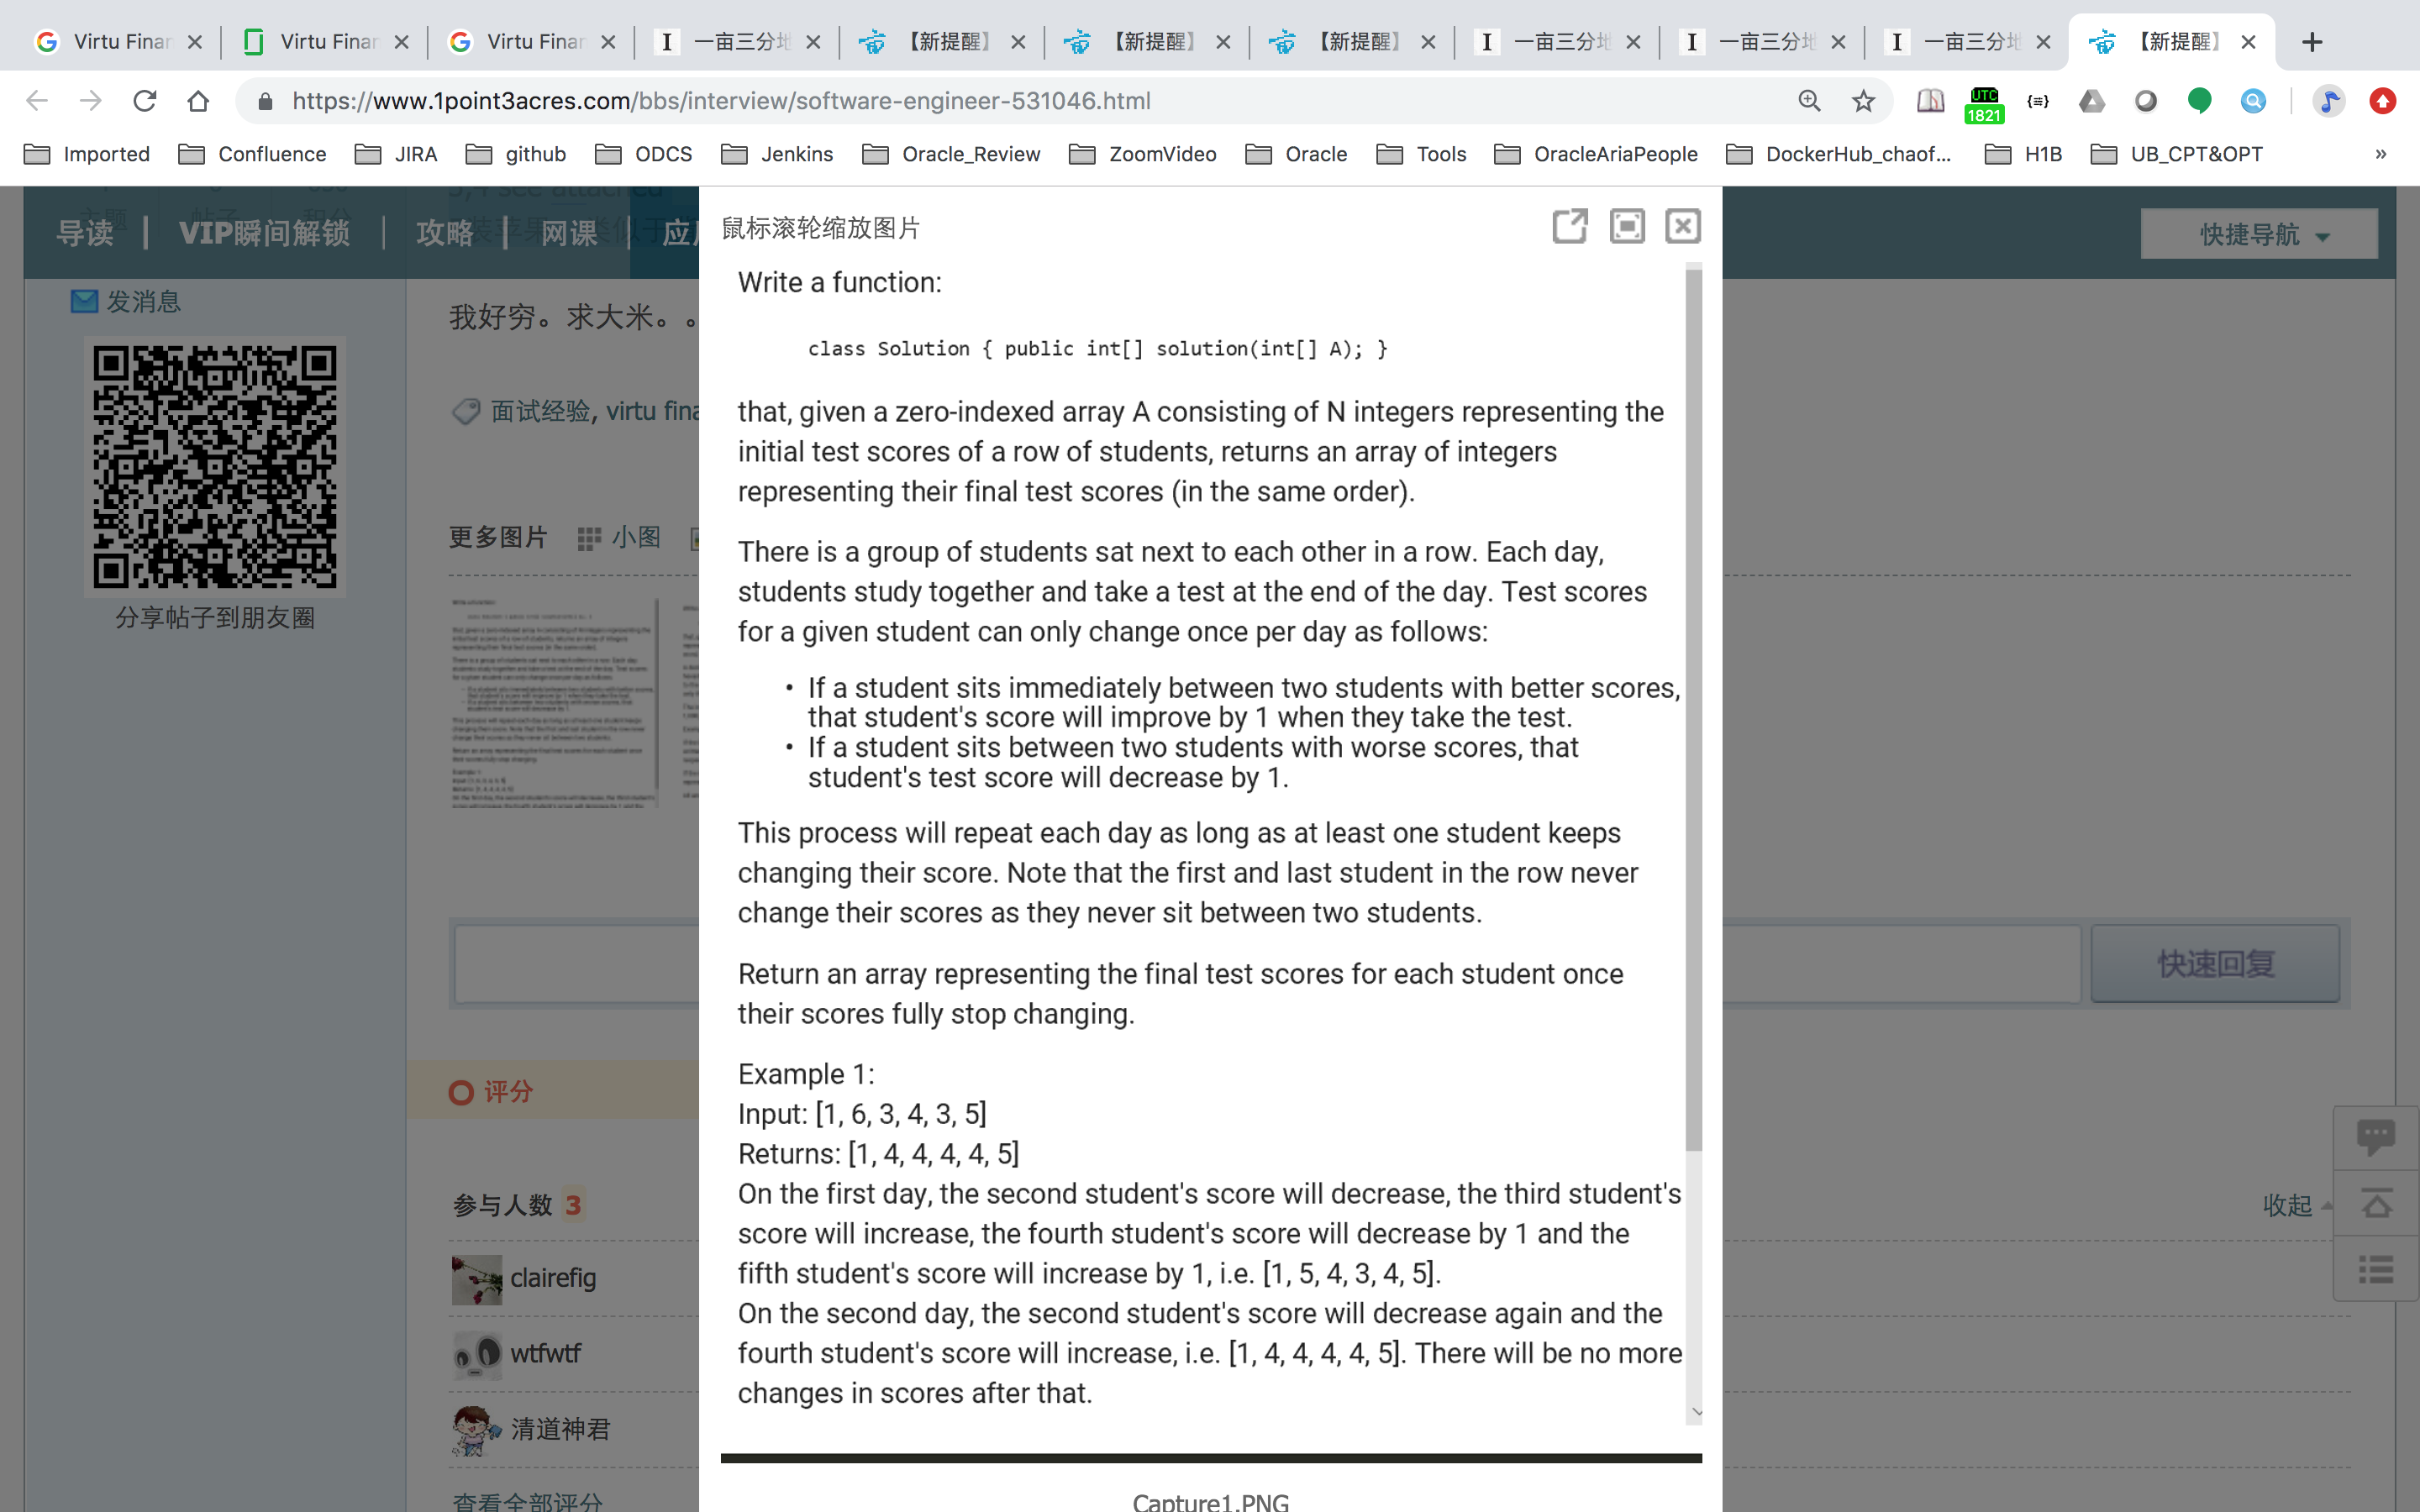 Virtu Finan
Virtu Finan
Virtu Finan
一亩三分地
【新提醒】
【新提醒】
【新提醒】
一亩三分地
一亩三分地
一亩三分地
【新提醒】
https://www.1point3acres.com/bbs/interview/software-engineer-531046.html
UTC
1821
Imported
Confluence
JIRA
github
ODCS
Jenkins
Oracle_Review
ZoomVideo
Oracle
Tools
OracleAriaPeople
DockerHub_chaof...
H1B
UB_CPT&OPT
»
导读
VIP瞬间解锁
攻略
网课
快捷导航
发消息
分享帖子到朋友圈
我好穷。求大米。。
面试经验, virtu fina
更多图片
小图
鼠标滚轮缩放图片
Write a function:
class Solution { public int[] solution(int[] A); }
that, given a zero-indexed array A consisting of N integers representing the
initial test scores of a row of students, returns an array of integers
representing their final test scores (in the same order).
There is a group of students sat next to each other in a row. Each day,
students study together and take a test at the end of the day. Test scores
for a given student can only change once per day as follows:
• If a student sits immediately between two students with better scores,
that student's score will improve by 1 when they take the test.
• If a student sits between two students with worse scores, that
student's test score will decrease by 1.
This process will repeat each day as long as at least one student keeps
changing their score. Note that the first and last student in the row never
change their scores as they never sit between two students.
Return an array representing the final test scores for each student once
their scores fully stop changing.
Example 1:
Input: [1, 6, 3, 4, 3, 5]
Returns: [1, 4, 4, 4, 4, 5]
On the first day, the second student's score will decrease, the third student's
score will increase, the fourth student's score will decrease by 1 and the
fifth student's score will increase by 1, i.e. [1, 5, 4, 3, 4, 5].
On the second day, the second student's score will decrease again and the
fourth student's score will increase, i.e. [1, 4, 4, 4, 4, 5]. There will be no more
changes in scores after that.
Capture1.PNG
快速回复
评分
参与人数 3
收起
clairefig
wtfwtf
清道神君
查看全部评分